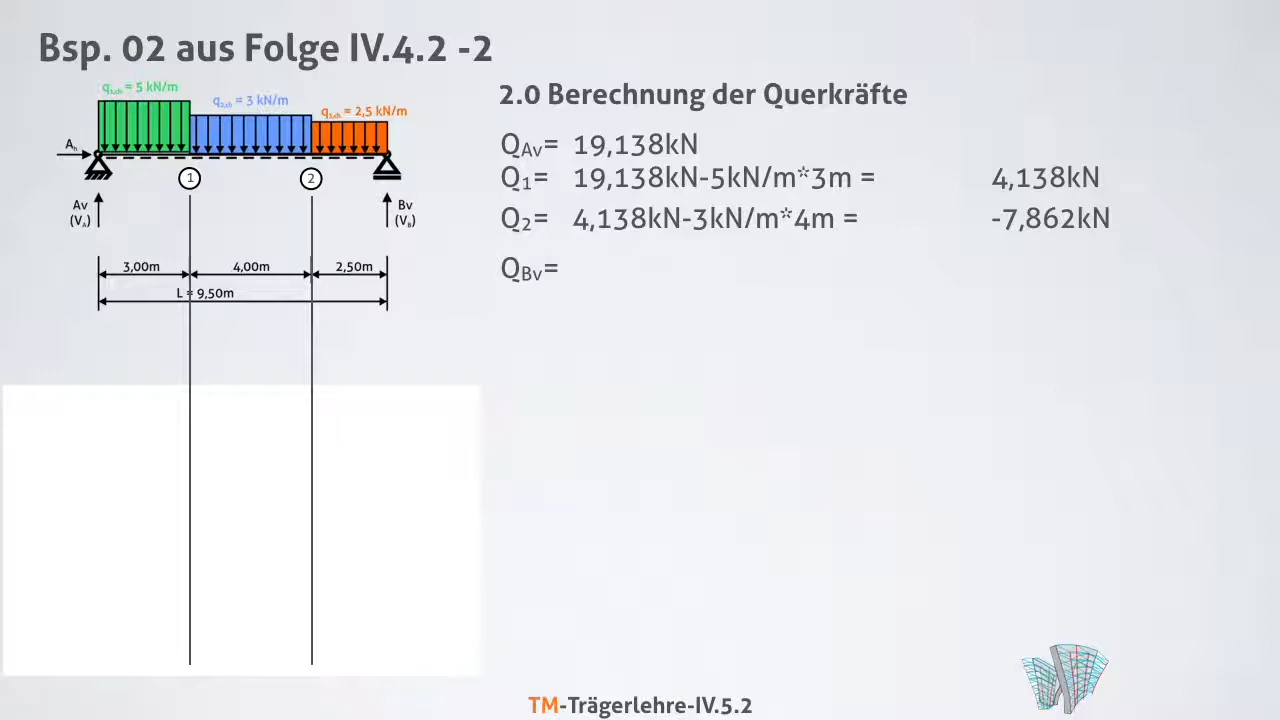 Bsp. 02 aus Folge IV.4.2 -2
q1,ch = 5 kN/m
q2,ch = 3 kN/m
q3,ch = 2,5 kN/m
Ah
1
2
Av
(VA)
Bv
(VB)
3,00m
4,00m
2,50m
L = 9,50m
2.0 Berechnung der Querkräfte
QAv= 19,138kN
Q1= 19,138kN-5kN/m*3m = 4,138kN
Q2= 4,138kN-3kN/m*4m = -7,862kN
QBv=
TM-Trägerlehre-IV.5.2